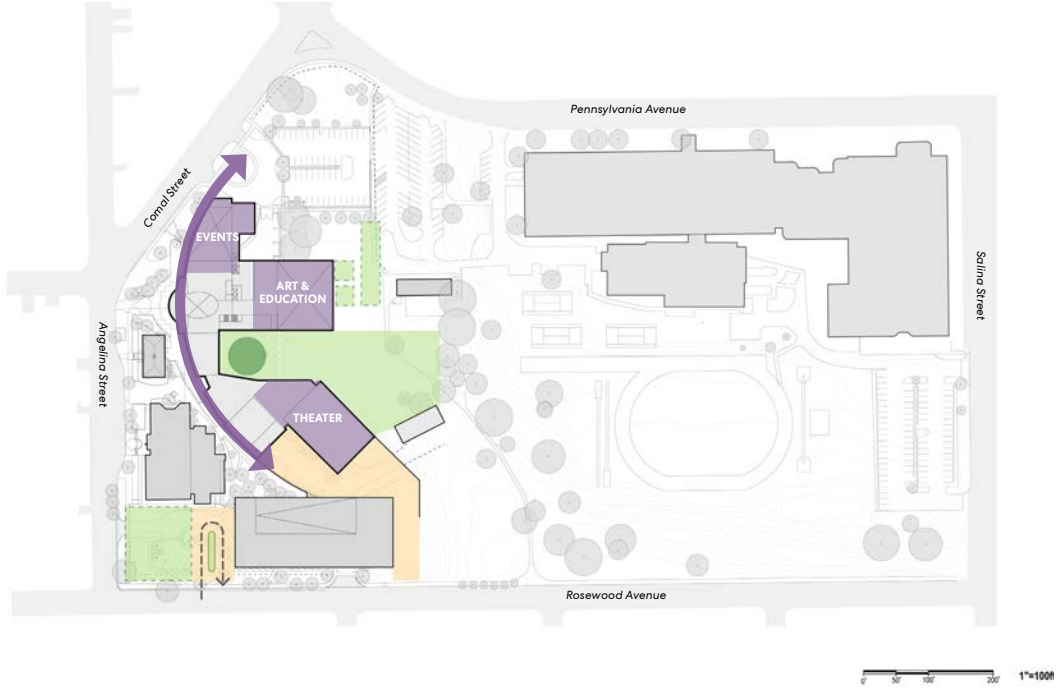 Pennsylvania Avenue
Comal Street
EVENTS
ART &
EDUCATION
Salina Street
Angelina Street
THEATER
Rosewood Avenue
0' 50' 100' 200' 1"=100ft